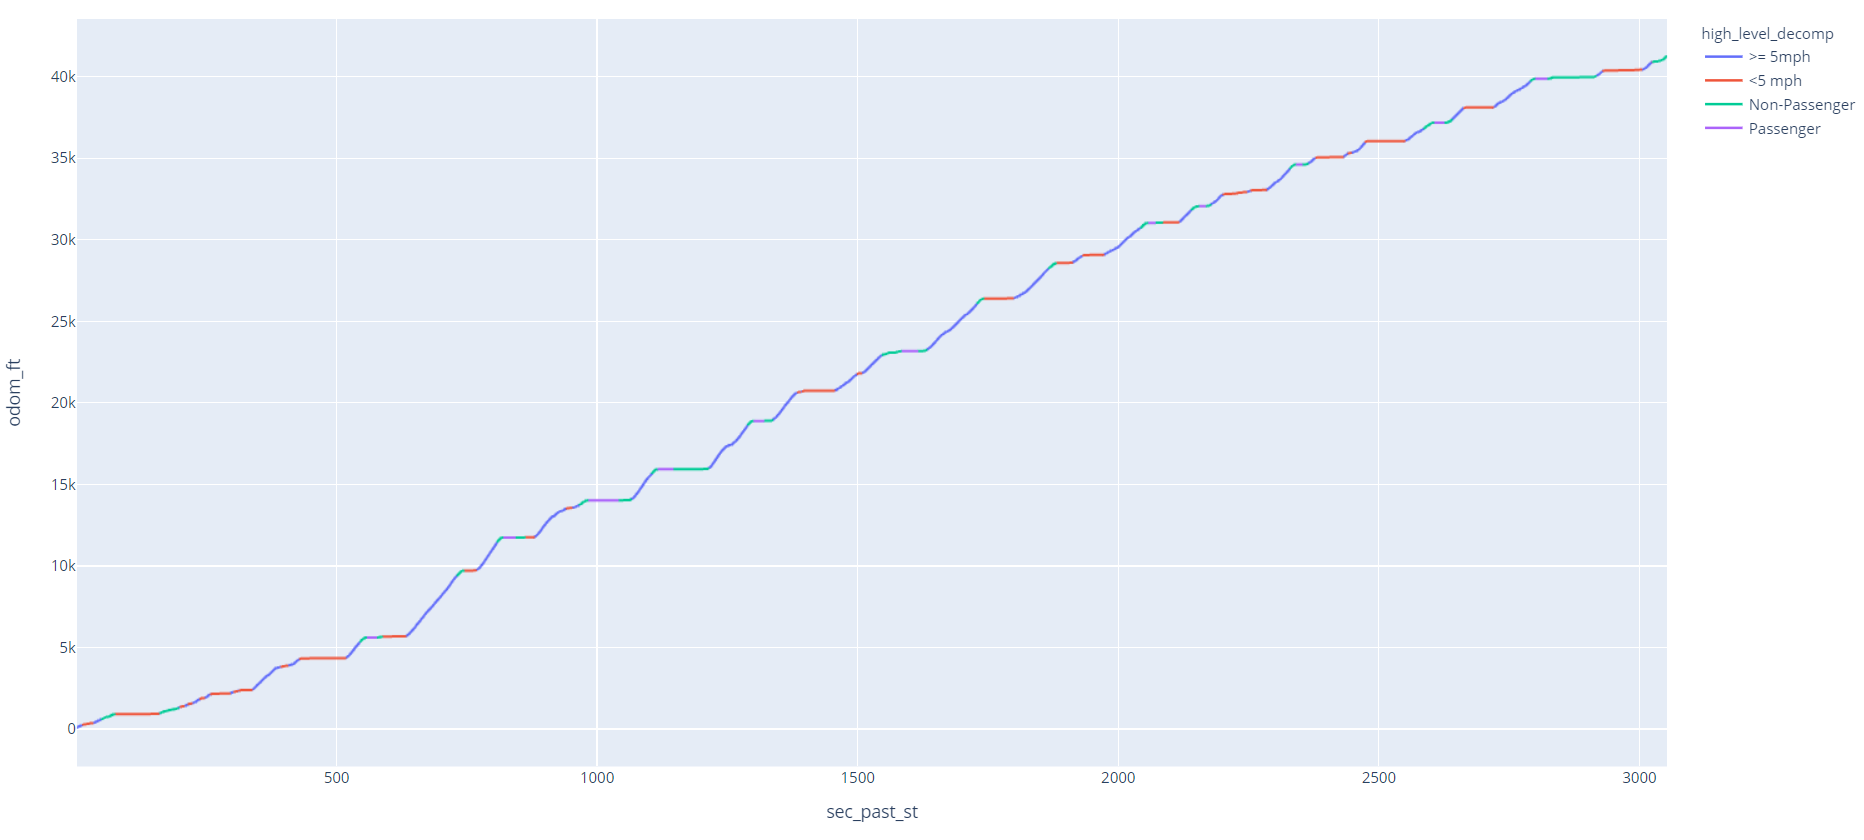 high_level_decomp
>= 5mph
<5 mph
Non-Passenger
Passenger
40k
35k
30k
25k
20k
15k
10k
5k
0
odom_ft
500
1000
1500
2000
2500
3000
sec_past_st